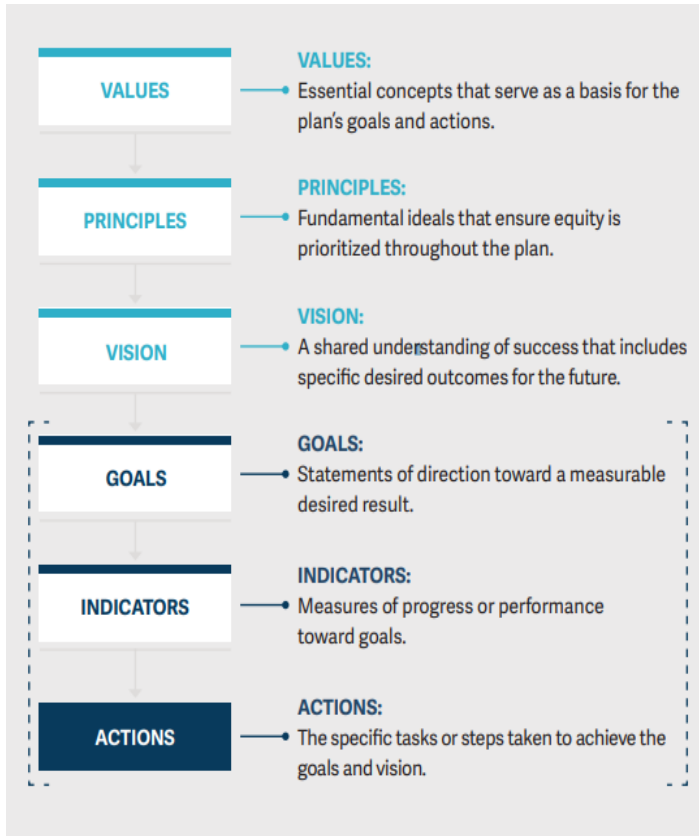 VALUES
VALUES:
Essential concepts that serve as a basis for the
plan's goals and actions.
PRINCIPLES
PRINCIPLES:
Fundamental ideals that ensure equity is
prioritized throughout the plan.
VISION
VISION:
A shared understanding of success that includes
specific desired outcomes for the future.
GOALS
GOALS:
Statements of direction toward a measurable
desired result.
INDICATORS
INDICATORS:
Measures of progress or performance
toward goals.
ACTIONS
ACTIONS:
The specific tasks or steps taken to achieve the
goals and vision.